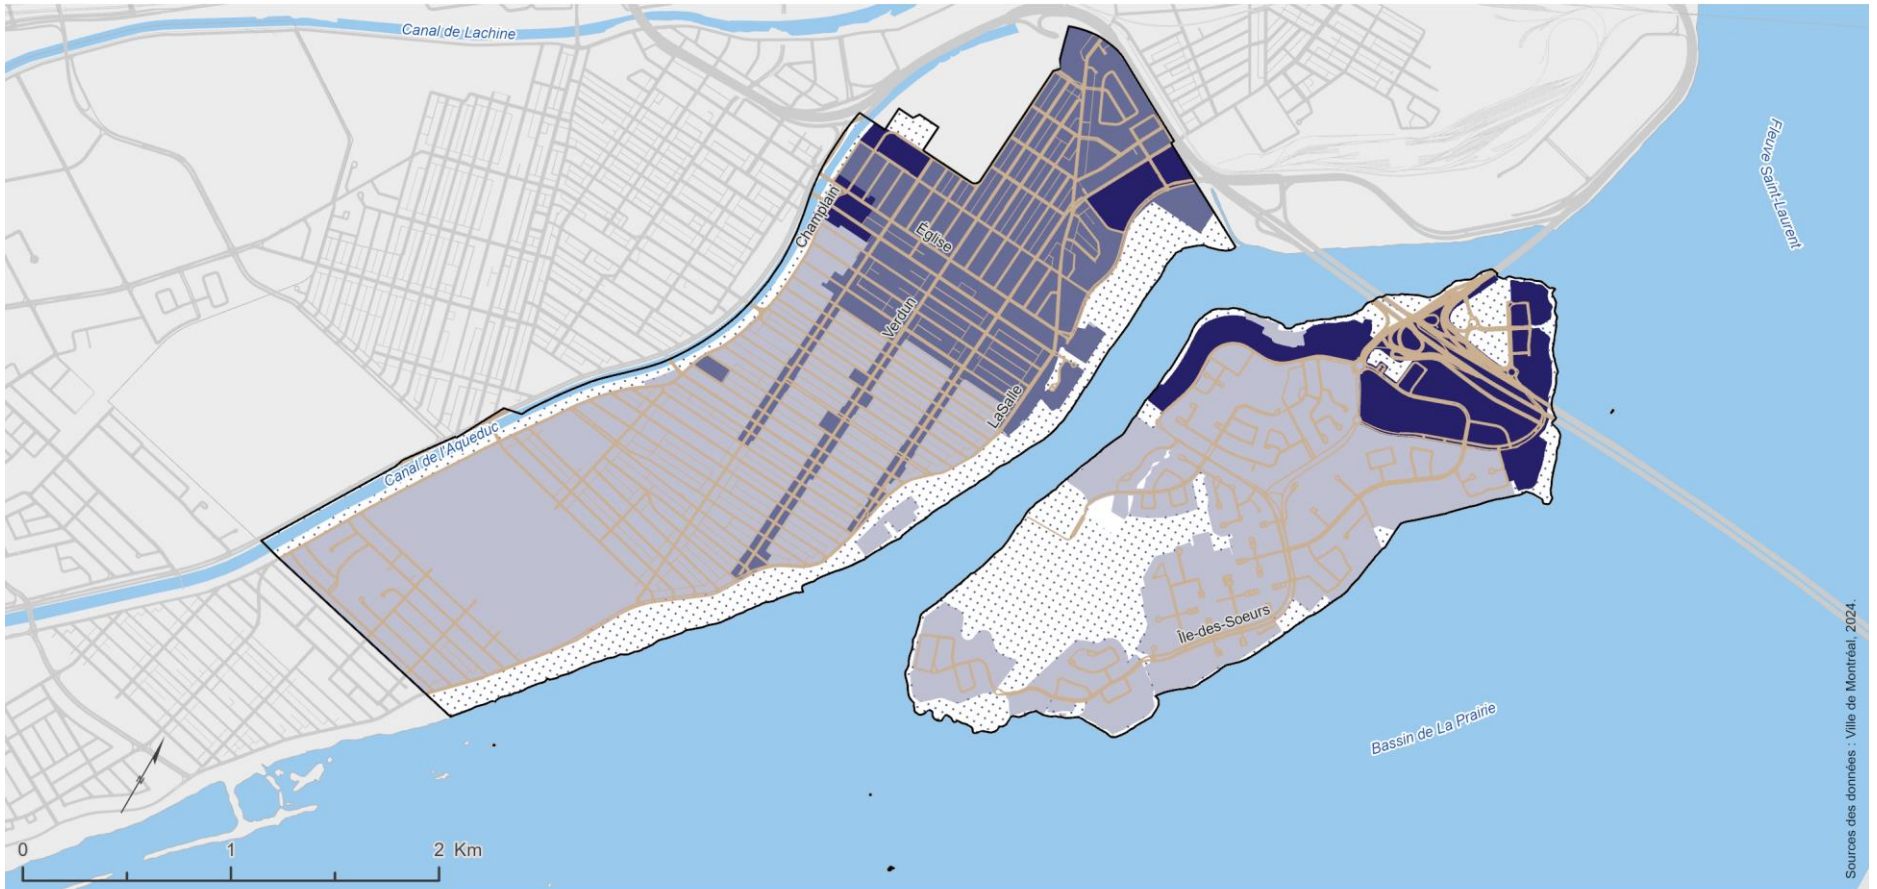 Canal de Lachine
Fleuve Saint-Laurent
Champlain
Église
Verdun
LaSalle
Canal de l'Aqueduc
Île-des-Soeurs
Bassin de La Prairie
N
0 1 2 Km
Sources des données : Ville de Montréal, 2024.